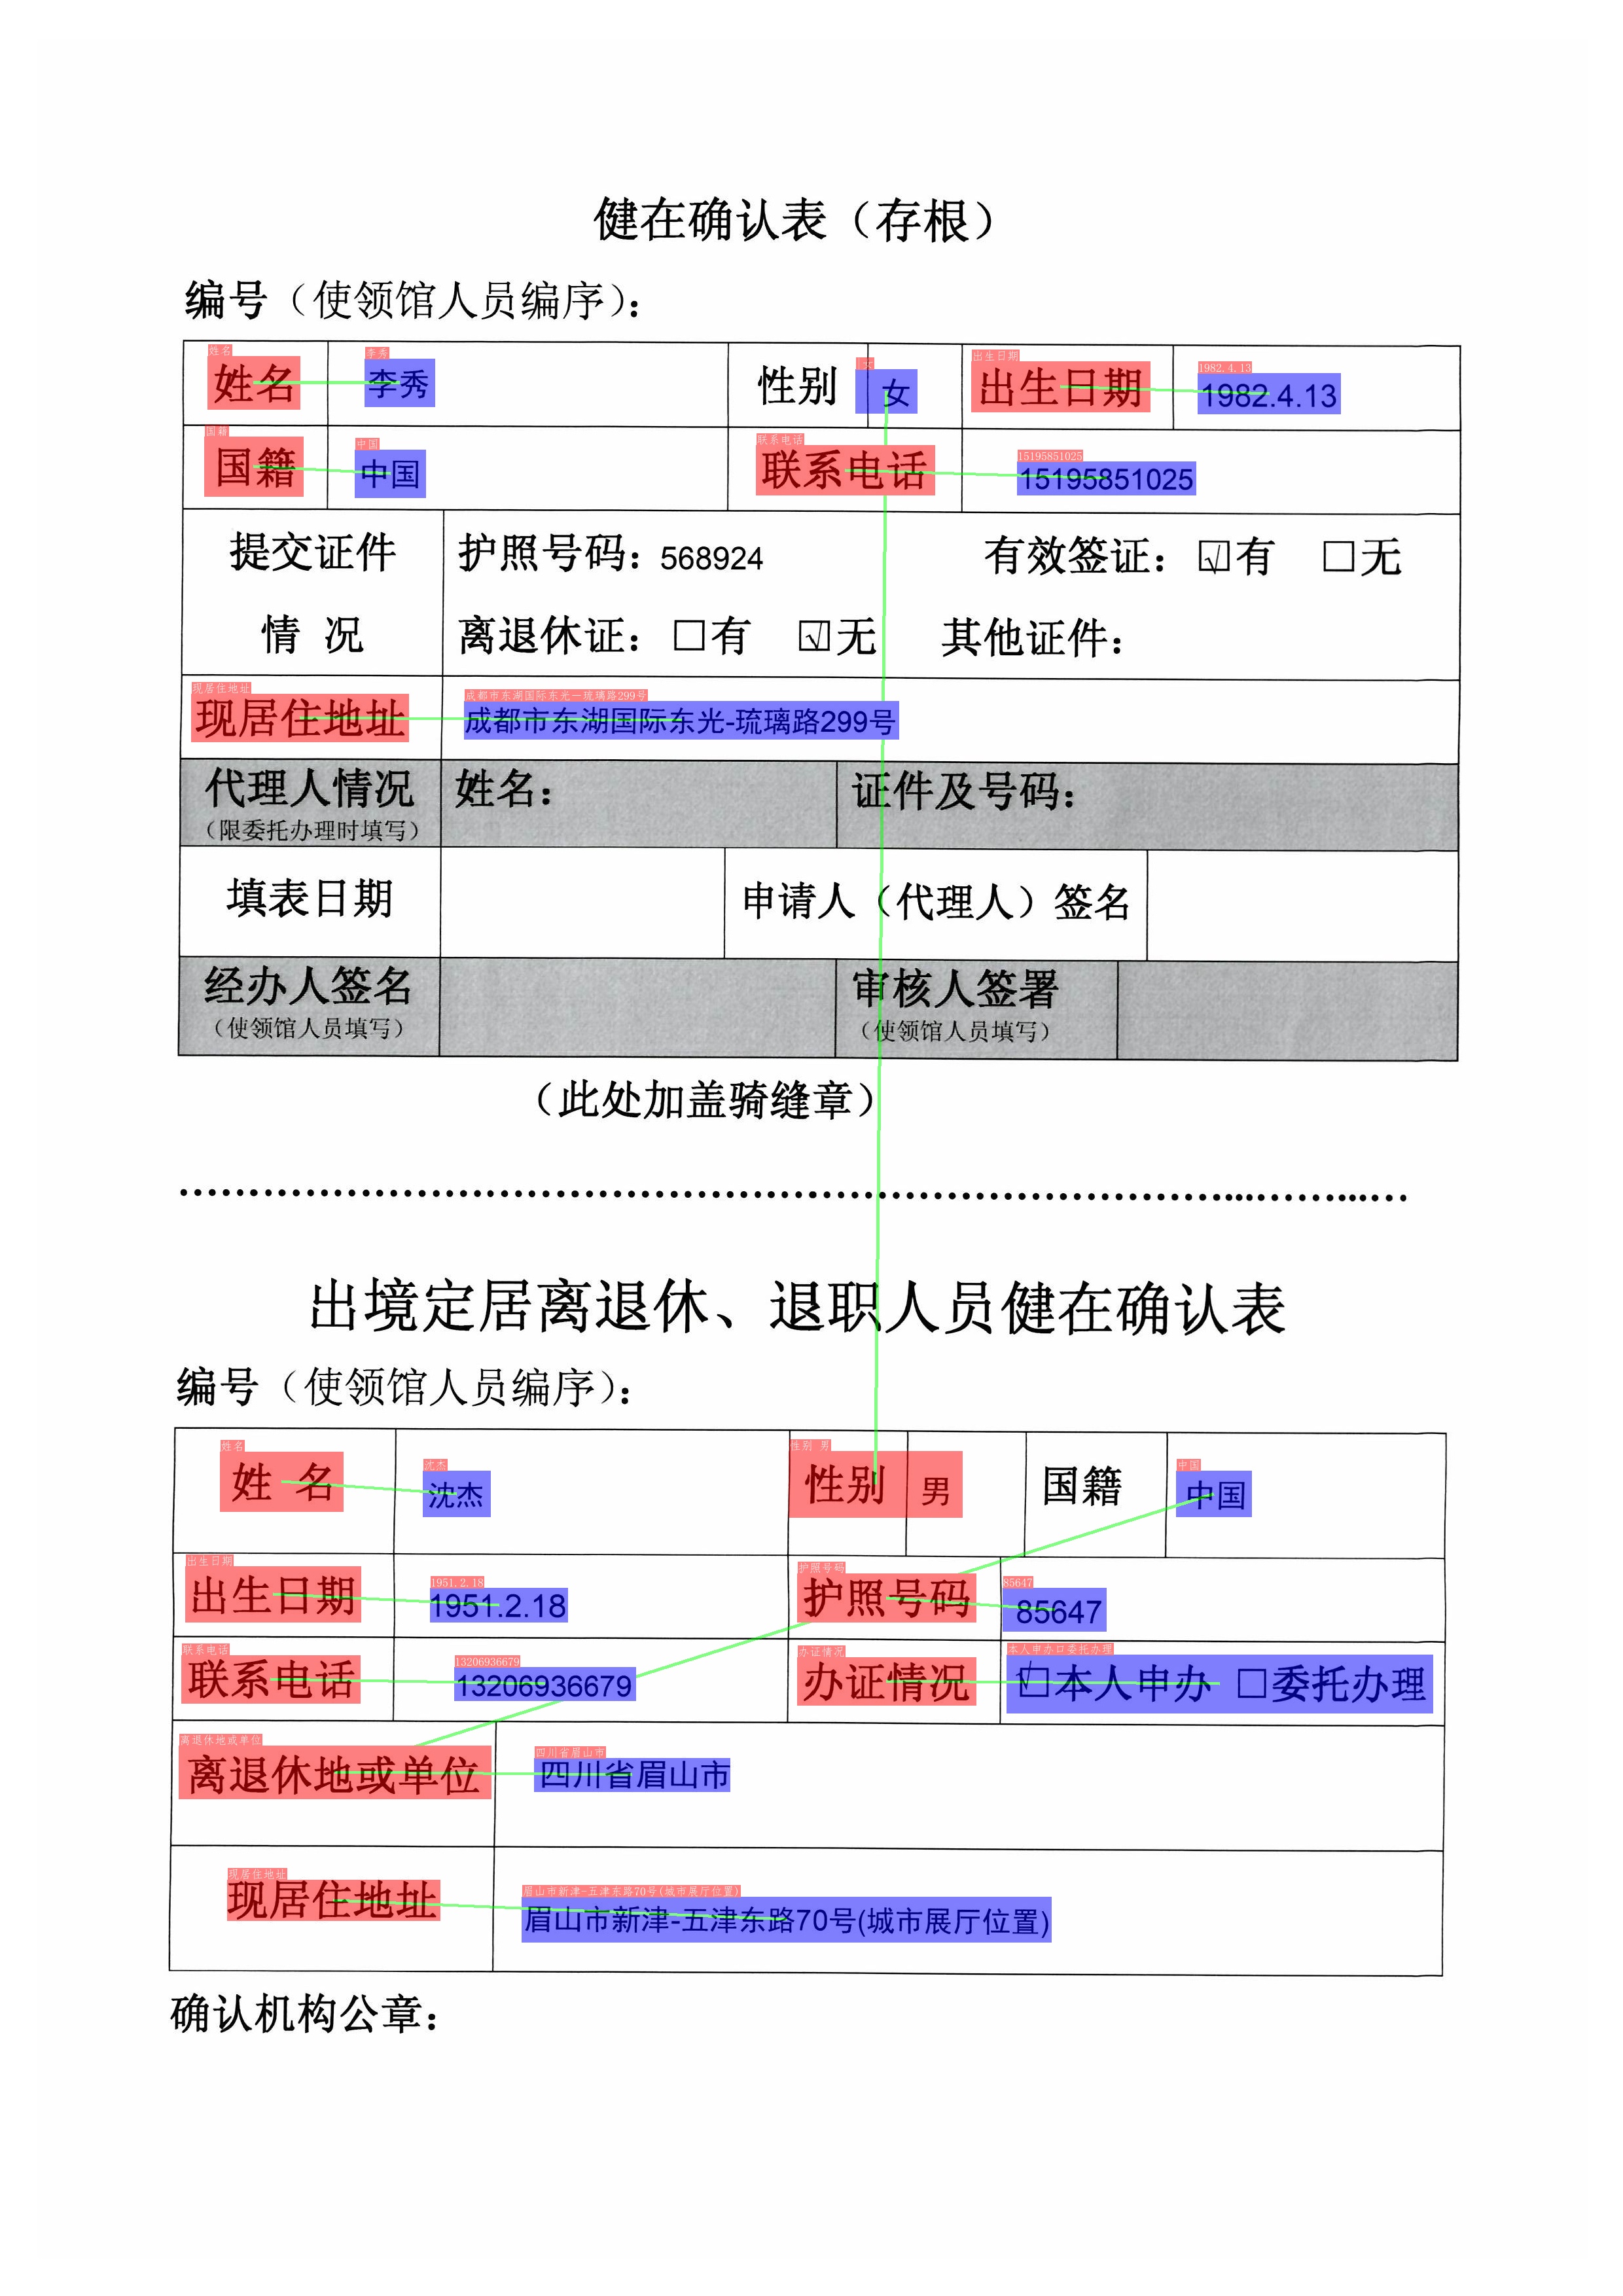 健在确认表（存根）
编号（使领馆人员编序）：
姓名 李秀 性别 女 出生日期 1982.4.13
国籍 中国 联系电话 15195851025
提交证件 护照号码：568924 有效签证：☑有 □无
情 况 离退休证：□有 ☑无 其他证件：
现居住地址 成都市东湖国际东光-琉璃路299号
代理人情况 姓名： 证件及号码：
（限委托办理时填写）
填表日期 申请人（代理人）签名
经办人签名 审核人签署
（使领馆人员填写） （使领馆人员填写）
（此处加盖骑缝章）
出境定居离退休、退职人员健在确认表
编号（使领馆人员编序）：
姓 名 沈杰 性别 男 国籍 中国
出生日期 1951.2.18 护照号码 85647
联系电话 13206936679 办证情况 ☑本人申办 □委托办理
离退休地或单位 四川省眉山市
现居住地址 眉山市新津-五津东路70号(城市展厅位置)
确认机构公章：